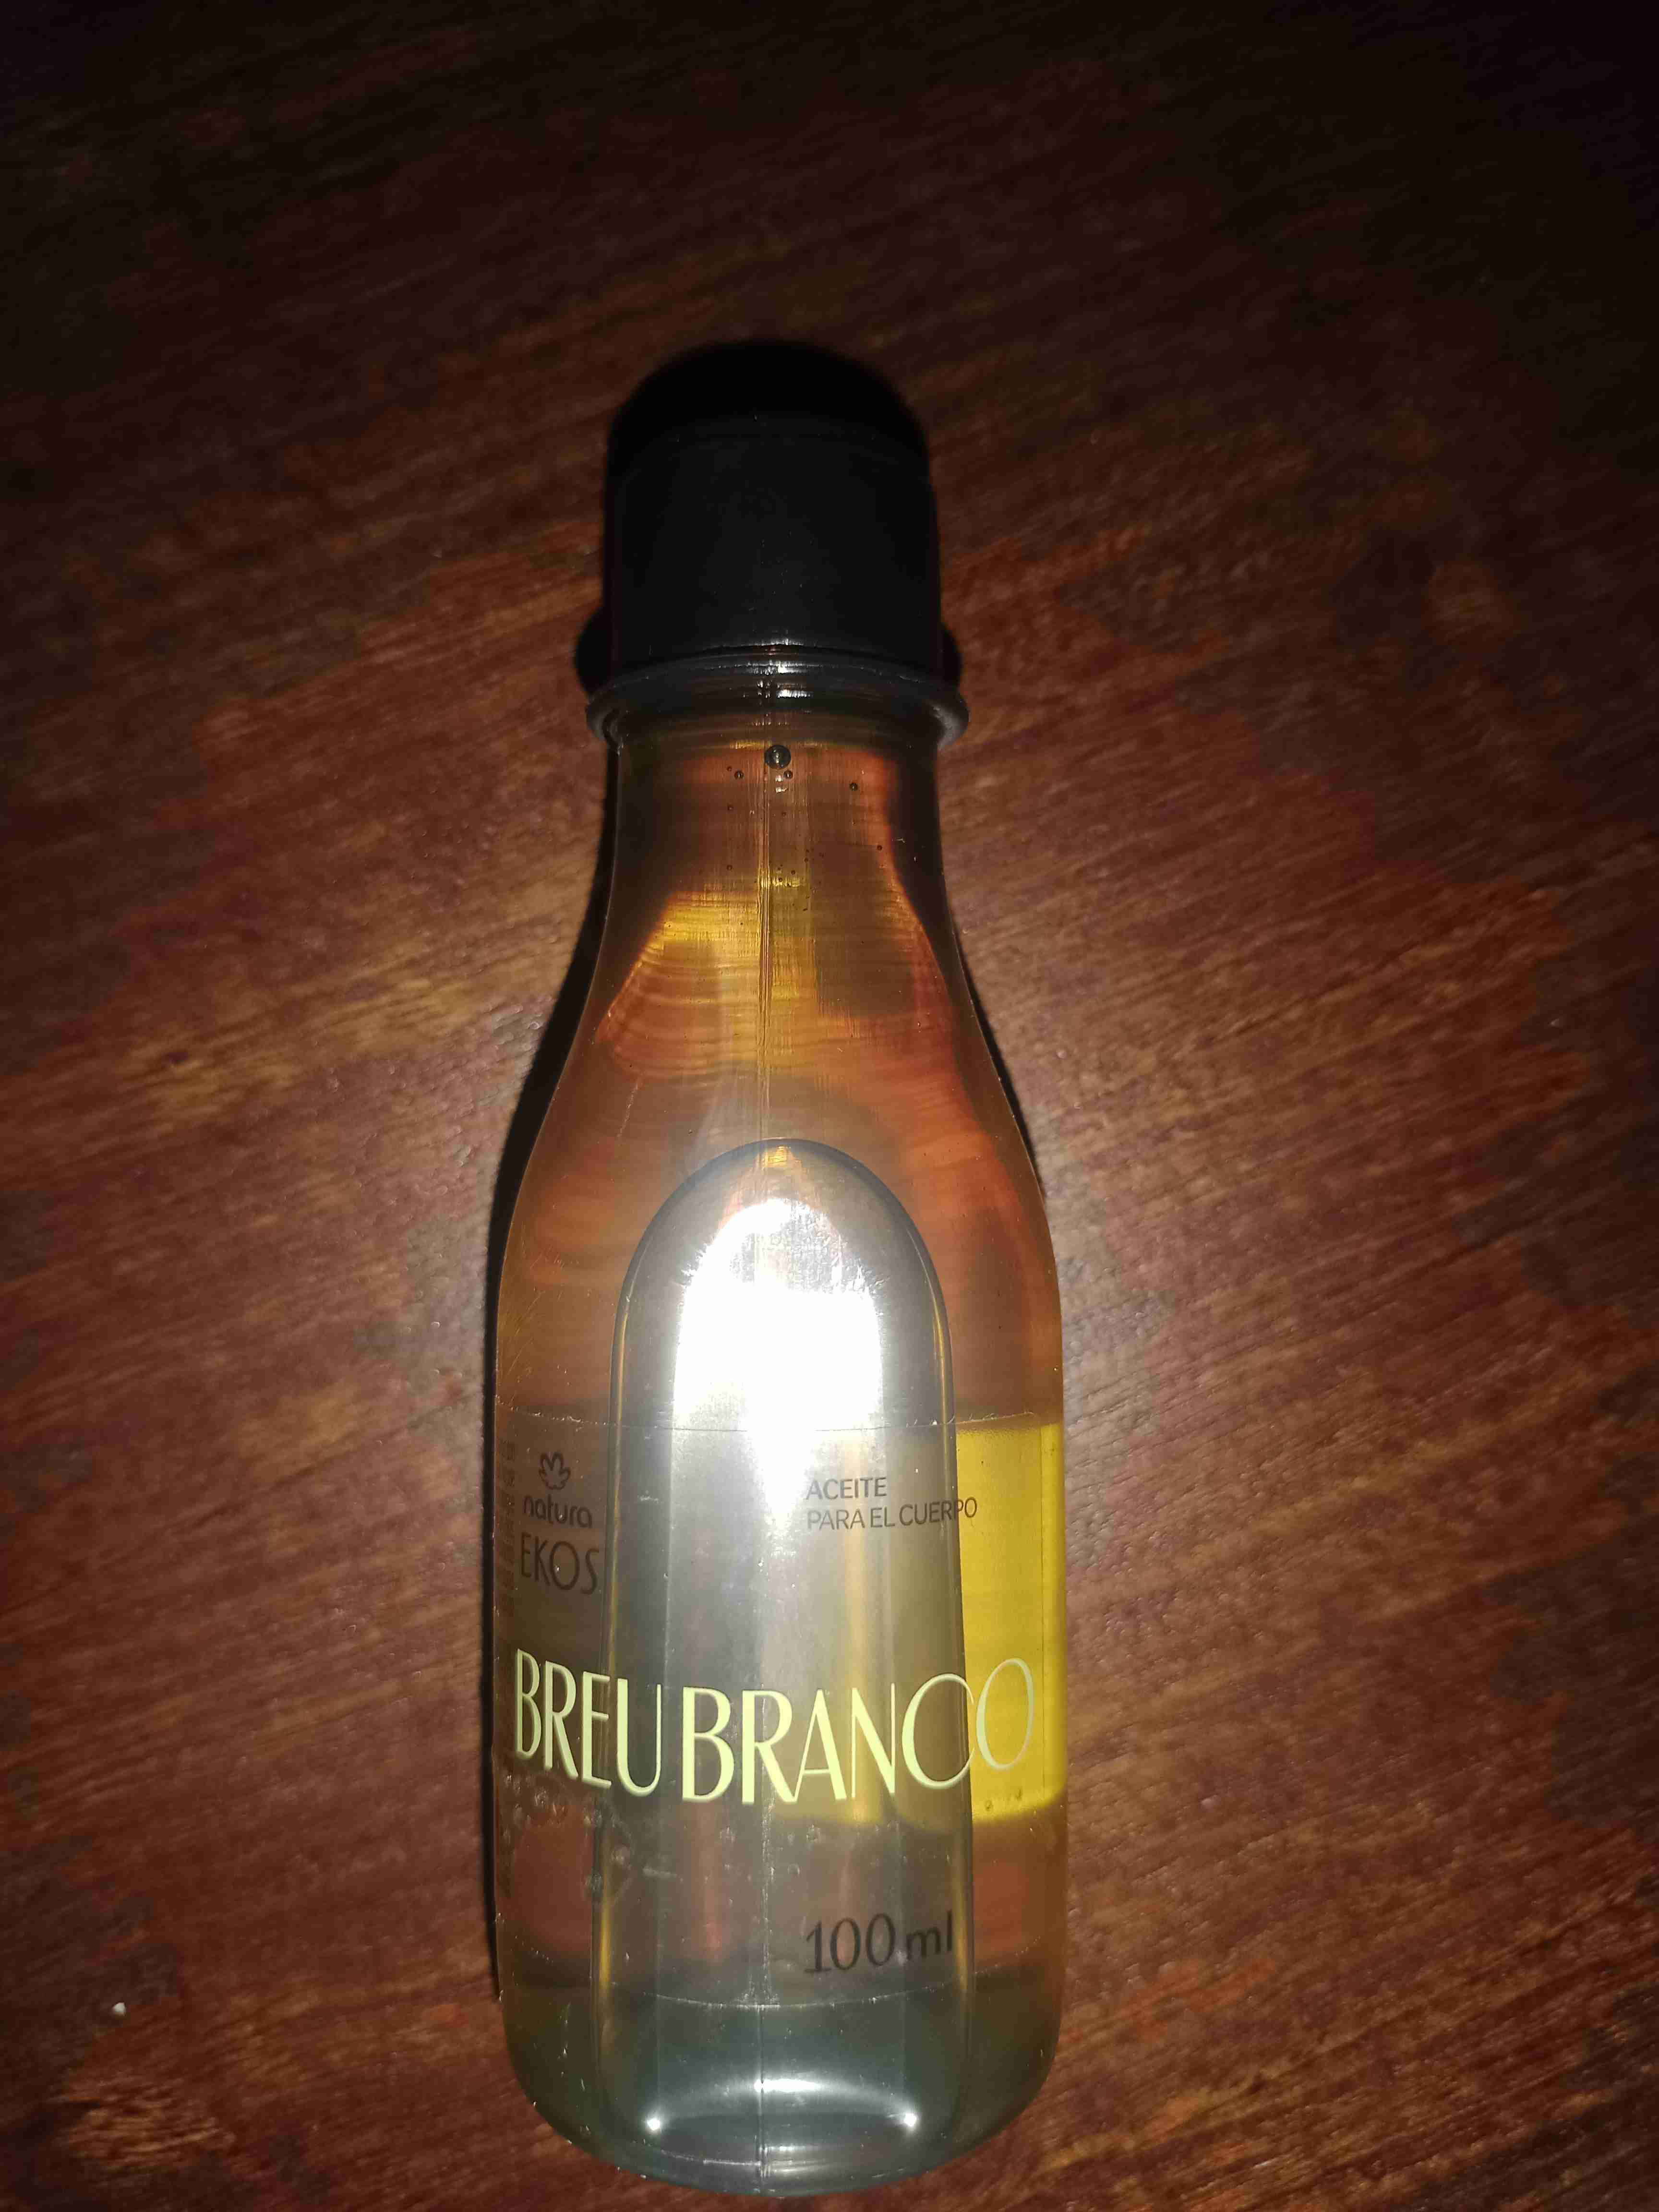 natura
EKOS
ACEITE
PARA EL CUERPO
BREU BRANCO
100 ml